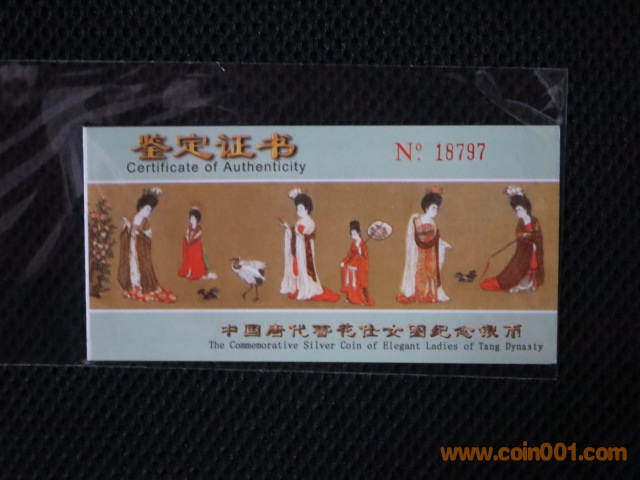 鉴定证书
Certificate of Authenticity
Nº 18797
中国唐代簪花仕女图纪念银币
The Commemorative Silver Coin of Elegant Ladies of Tang Dynasty
www.coin001.com